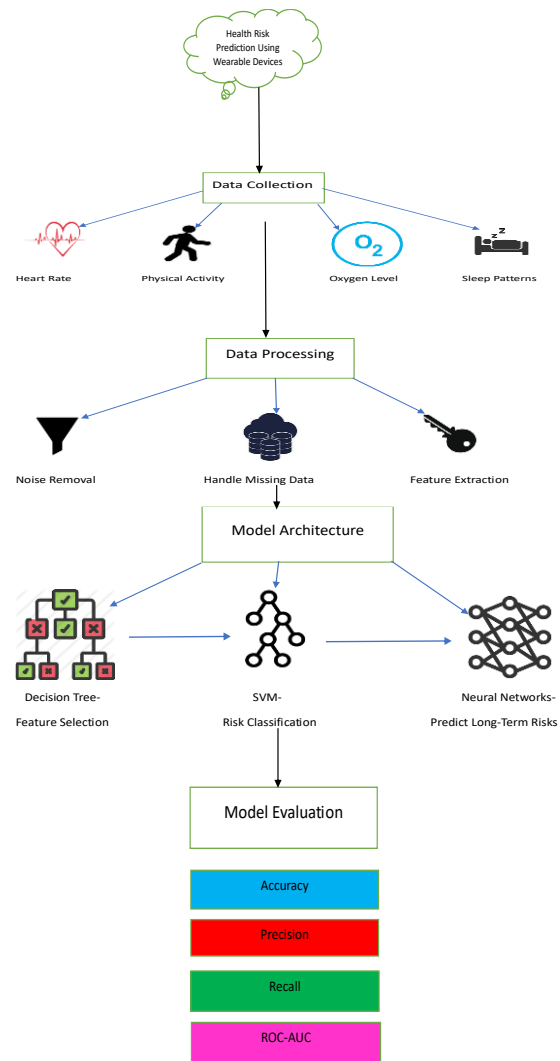 Health Risk
Prediction Using
Wearable Devices
Data Collection
O2
z z z
Heart Rate
Physical Activity
Oxygen Level
Sleep Patterns
Data Processing
Noise Removal
Handle Missing Data
Feature Extraction
Model Architecture
Decision Tree-
Feature Selection
SVM-
Risk Classification
Neural Networks-
Predict Long-Term Risks
Model Evaluation
Accuracy
Precision
Recall
ROC-AUC